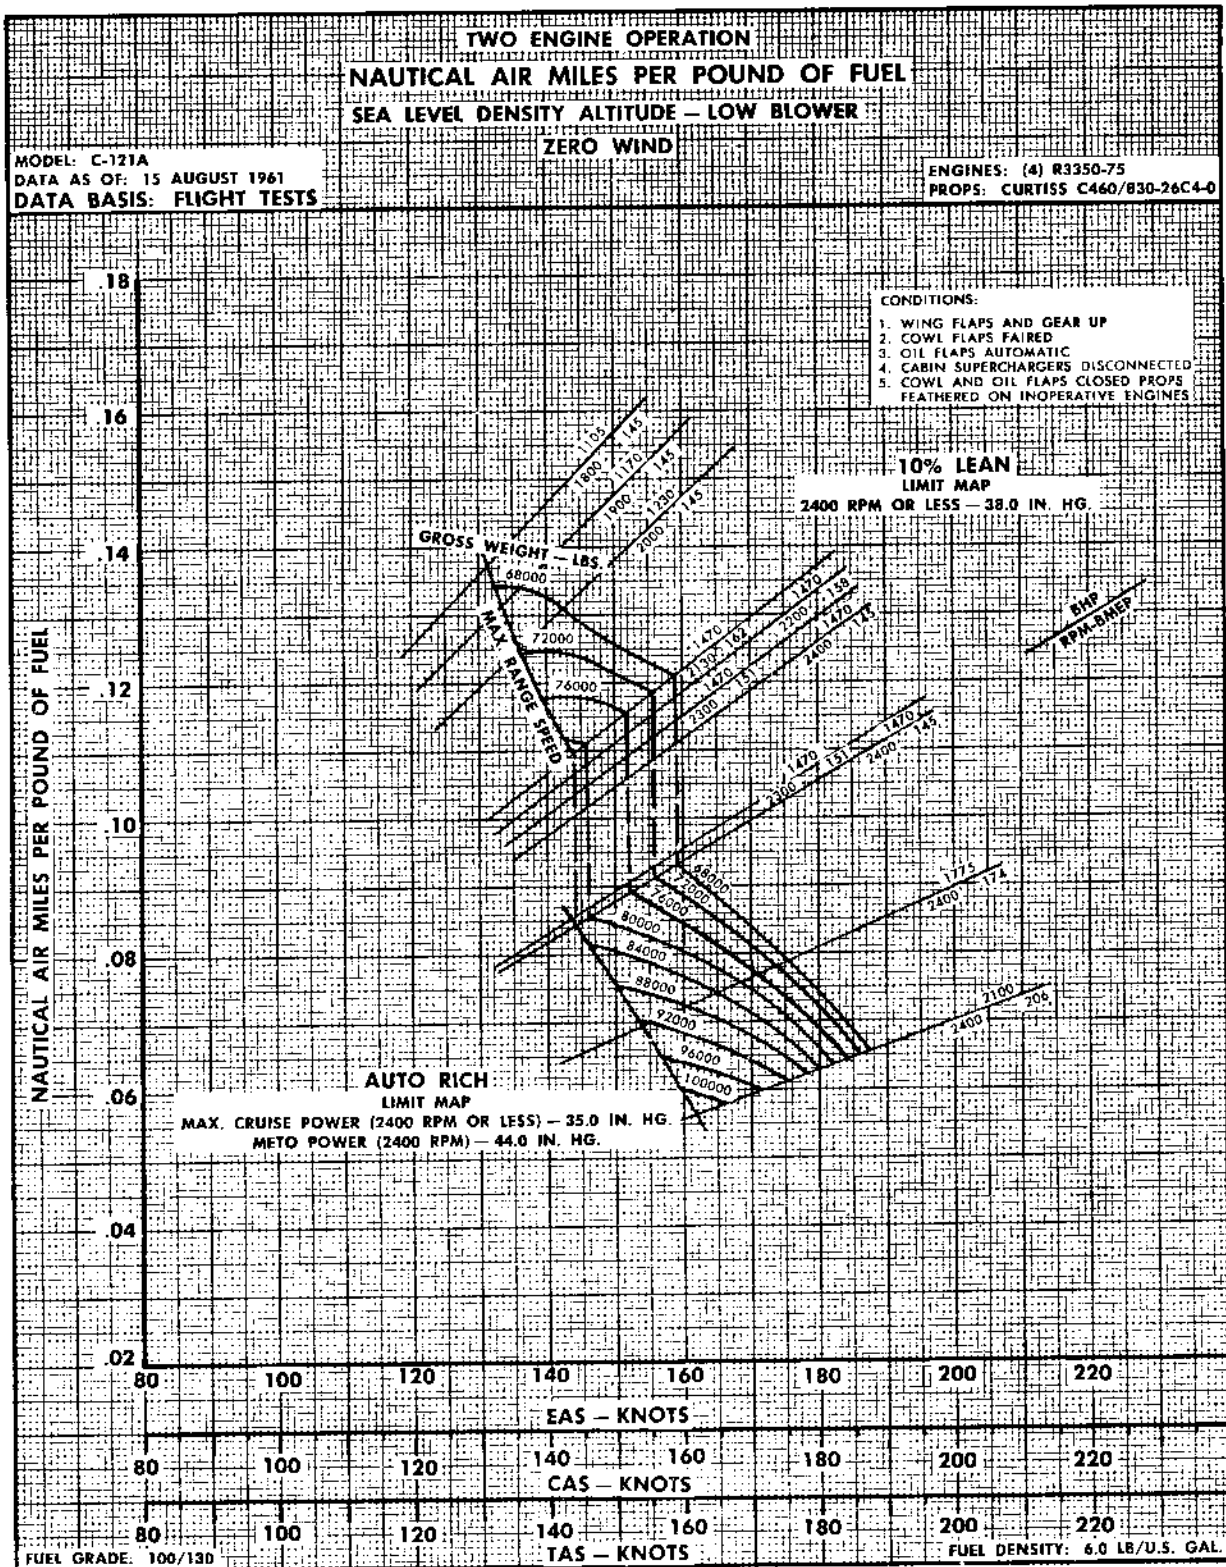 TWO ENGINE OPERATION
NAUTICAL AIR MILES PER POUND OF FUEL
SEA LEVEL DENSITY ALTITUDE — LOW BLOWER
ZERO WIND
MODEL: C-121A
DATA AS OF: 15 AUGUST 1961
DATA BASIS: FLIGHT TESTS
ENGINES: (4) R3350-75
PROPS: CURTISS C460/830-26C4-0
CONDITIONS:
1. WING FLAPS AND GEAR UP
2. COWL FLAPS FAIRED
3. OIL FLAPS AUTOMATIC
4. CABIN SUPERCHARGERS DISCONNECTED
5. COWL AND OIL FLAPS CLOSED PROPS
FEATHERED ON INOPERATIVE ENGINES
10% LEAN
LIMIT MAP
2400 RPM OR LESS — 38.0 IN. HG.
BHP
RPM-BMEP
NAUTICAL AIR MILES PER POUND OF FUEL
.18
.16
.14
.12
.10
.08
.06
.04
.02
1105
1800 145
1170
1900 145
1230
2000 145
GROSS WEIGHT — LBS.
68000
72000
76000
MAX RANGE SPEED
1470
2130 162
1470
2200 158
1470
2300 151
1470
2400 145
1470
2300 151
1470
2400 145
1775
2400 174
2100
2400 206
68000
72000
76000
80000
84000
88000
92000
96000
100000
AUTO RICH
LIMIT MAP
MAX. CRUISE POWER (2400 RPM OR LESS) — 35.0 IN. HG.
METO POWER (2400 RPM) — 44.0 IN. HG.
80 100 120 140 160 180 200 220
EAS — KNOTS
80 100 120 140 160 180 200 220
CAS — KNOTS
80 100 120 140 160 180 200 220
TAS — KNOTS
FUEL GRADE: 100/130
FUEL DENSITY: 6.0 LB/U.S. GAL.